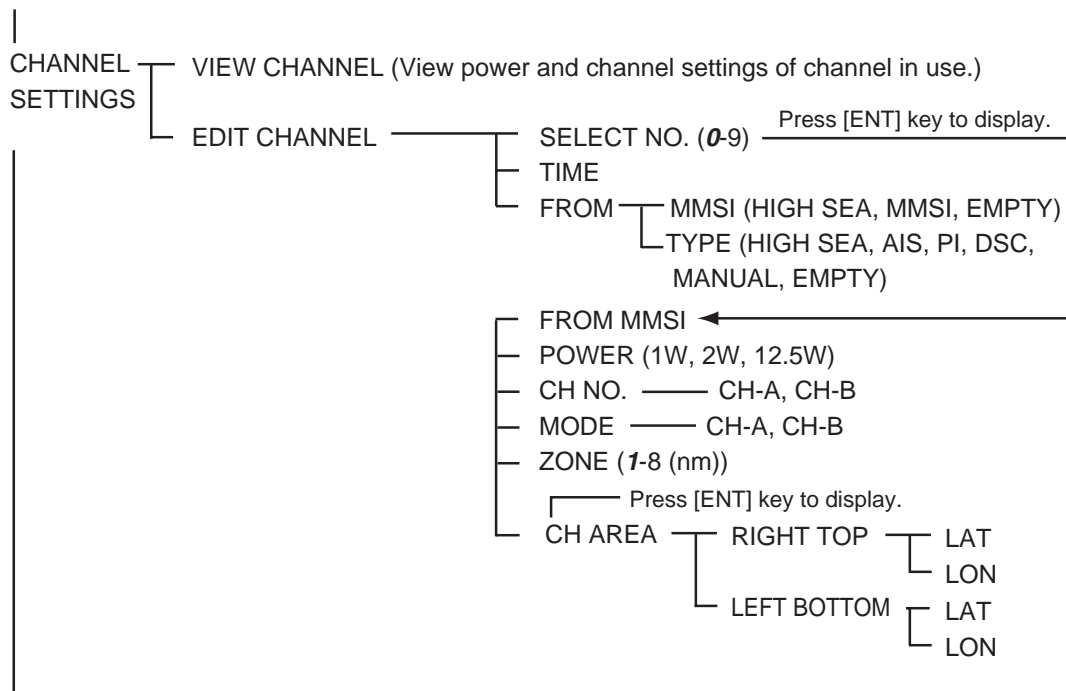 CHANNEL
SETTINGS
VIEW CHANNEL (View power and channel settings of channel in use.)
EDIT CHANNEL
SELECT NO. (0-9)
Press [ENT] key to display.
TIME
FROM
MMSI (HIGH SEA, MMSI, EMPTY)
TYPE (HIGH SEA, AIS, PI, DSC,
MANUAL, EMPTY)
FROM MMSI
POWER (1W, 2W, 12.5W)
CH NO.
CH-A, CH-B
MODE
CH-A, CH-B
ZONE (1-8 (nm))
Press [ENT] key to display.
CH AREA
RIGHT TOP
LAT
LON
LEFT BOTTOM
LAT
LON